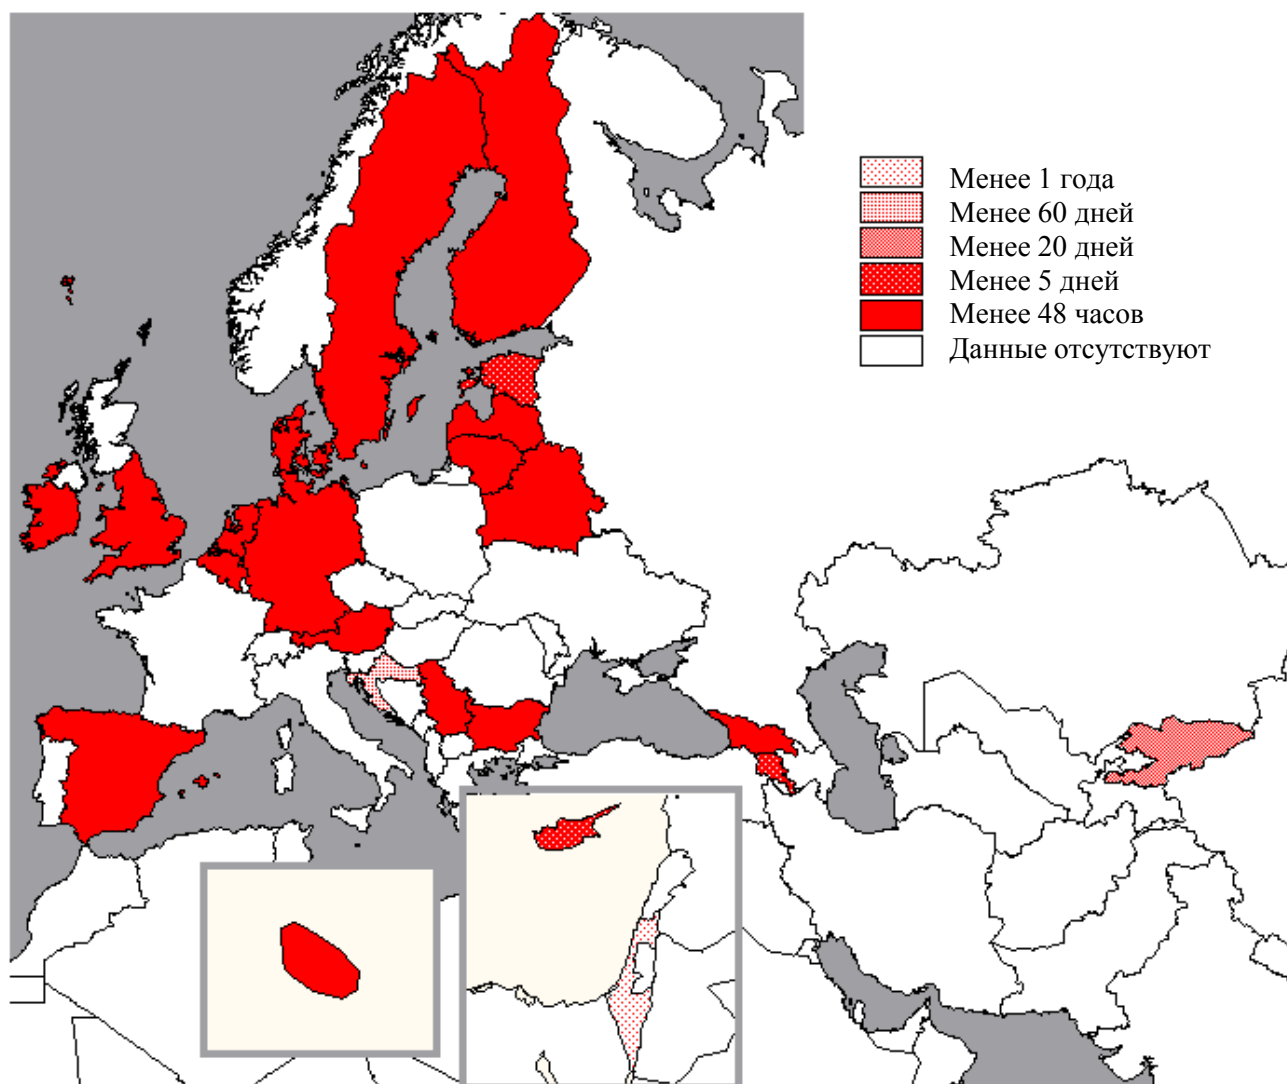 Менее 1 года
Менее 60 дней
Менее 20 дней
Менее 5 дней
Менее 48 часов
Данные отсутствуют